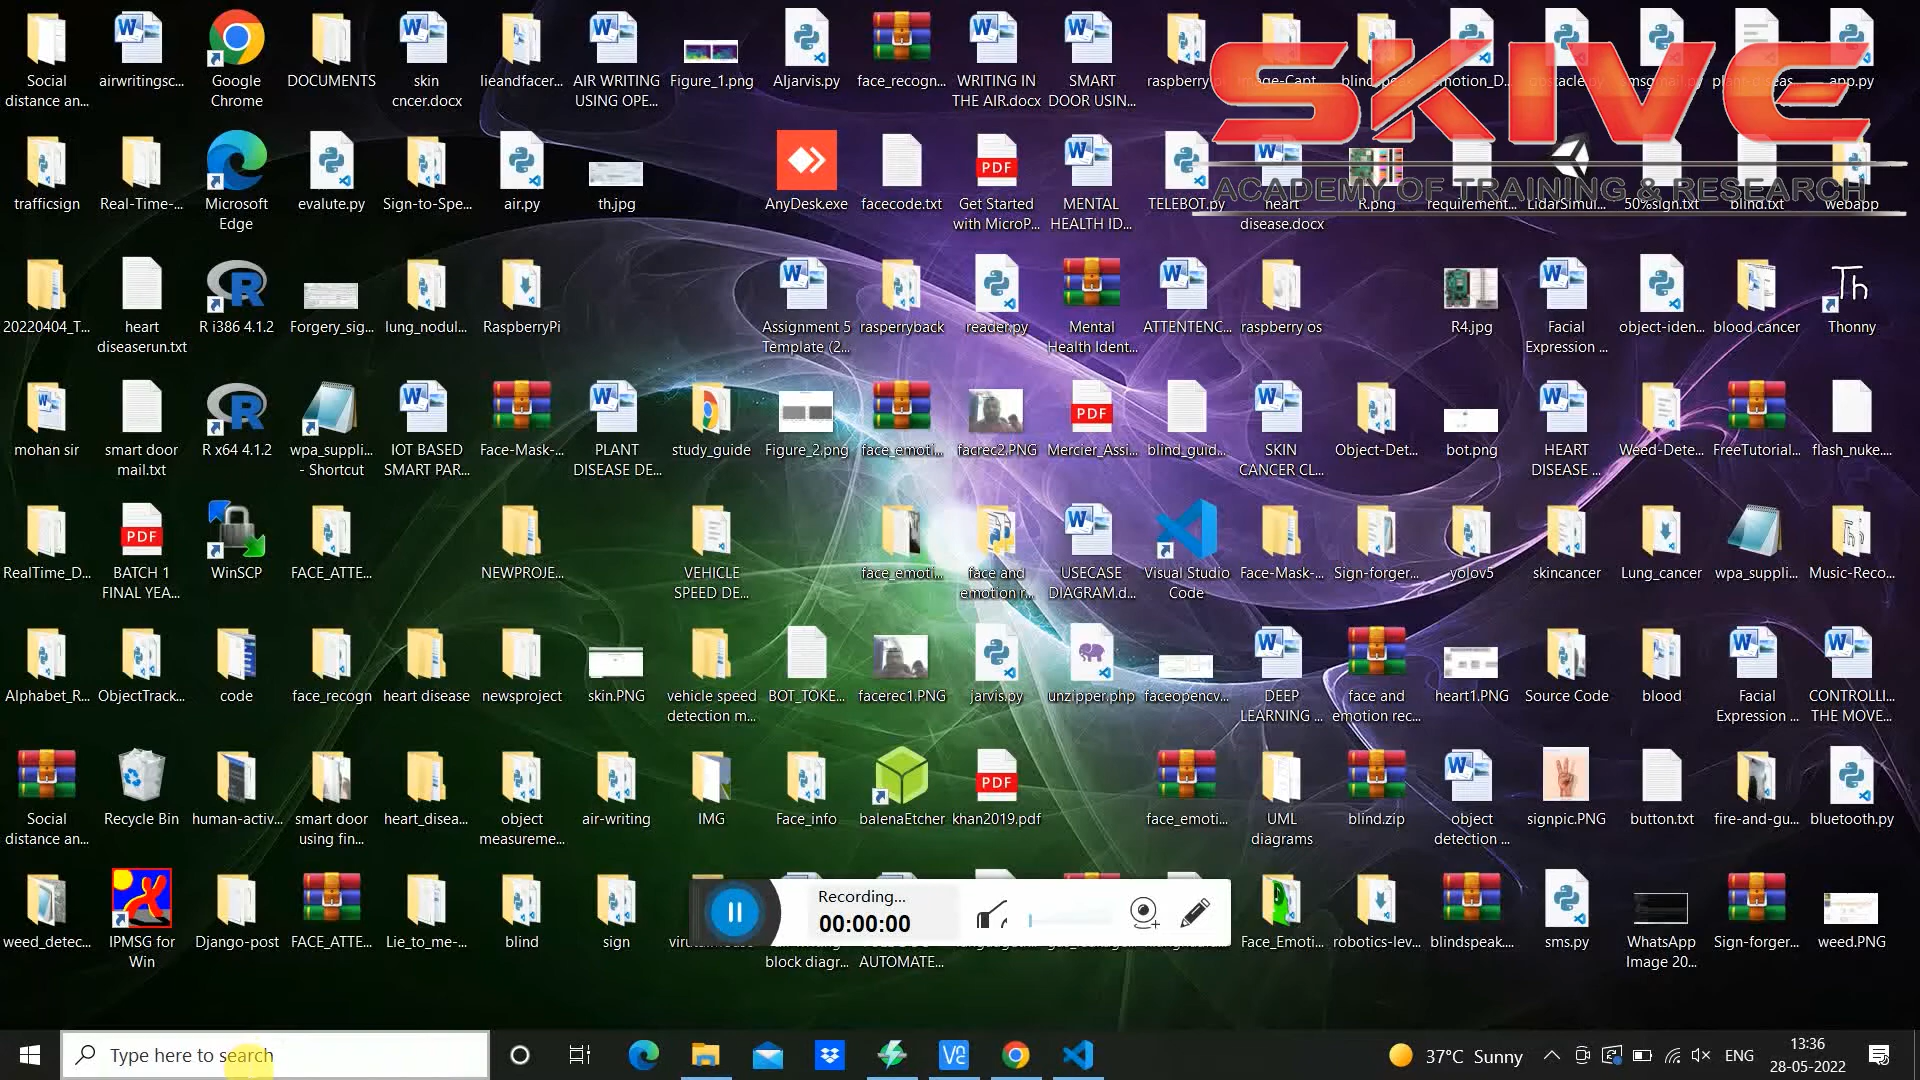 Social
distance an...
airwritingsc...
Google
Chrome
DOCUMENTS
skin
cncer.docx
lieandfacer...
AIR WRITING
USING OPE...
Figure_1.png
AIjarvis.py
face_recogn...
WRITING IN
THE AIR.docx
SMART
DOOR USIN...
SKIVE
ACADEMY OF TRAINING & RESEARCH
app.py
trafficsign
Real-Time-...
Microsoft
Edge
evalute.py
Sign-to-Spe...
air.py
th.jpg
AnyDesk.exe
facecode.txt
PDF
Get Started
with MicroP...
MENTAL
HEALTH ID...
TELEBOT.py
heart
disease.docx
R.png
requirement...
LidarSimul...
50%sign.txt
blind.txt
webapp
20220404_T...
heart
diseaserun.txt
R i386 4.1.2
Forgery_sig...
lung_nodul...
RaspberryPi
Assignment 5
Template (2...
rasperryback
reader.py
Mental
Health Ident...
ATTENTENC...
raspberry os
R4.jpg
Facial
Expression ...
object-iden...
blood cancer
Th
Thonny
mohan sir
smart door
mail.txt
R x64 4.1.2
wpa_suppli...
- Shortcut
IOT BASED
SMART PAR...
Face-Mask-...
PLANT
DISEASE DE...
study_guide
Figure_2.png
face_emoti...
facrec2.PNG
PDF
Mercier_Assi...
blind_guid...
SKIN
CANCER CL...
Object-Det...
bot.png
HEART
DISEASE ...
Weed-Dete...
FreeTutorial...
flash_nuke....
RealTime_D...
PDF
BATCH 1
FINAL YEA...
WinSCP
FACE_ATTE...
NEWPROJE...
VEHICLE
SPEED DE...
face_emoti...
face and
emotion r...
USECASE
DIAGRAM.d...
Visual Studio
Code
Face-Mask-...
Sign-forger...
yolov5
skincancer
Lung_cancer
wpa_suppli...
Music-Reco...
Alphabet_R...
ObjectTrack...
code
face_recogn
heart disease
newsproject
skin.PNG
vehicle speed
detection m...
BOT_TOKE...
facerec1.PNG
jarvis.py
unzipper.php
faceopencv...
DEEP
LEARNING ...
face and
emotion rec...
heart1.PNG
Source Code
blood
Facial
Expression ...
CONTROLLI...
THE MOVE...
Social
distance an...
Recycle Bin
human-activ...
smart door
using fin...
heart_disea...
object
measureme...
air-writing
IMG
Face_info
balenaEtcher
PDF
khan2019.pdf
face_emoti...
UML
diagrams
blind.zip
object
detection ...
signpic.PNG
button.txt
fire-and-gu...
bluetooth.py
weed_detec...
IPMSG for
Win
Django-post
FACE_ATTE...
Lie_to_me-...
blind
sign
block diagr...
AUTOMATE...
Recording...
00:00:00
Face_Emoti...
robotics-lev...
blindspeak....
sms.py
WhatsApp
Image 20...
Sign-forger...
weed.PNG
Type here to search
37°C Sunny
ENG
13:36
28-05-2022